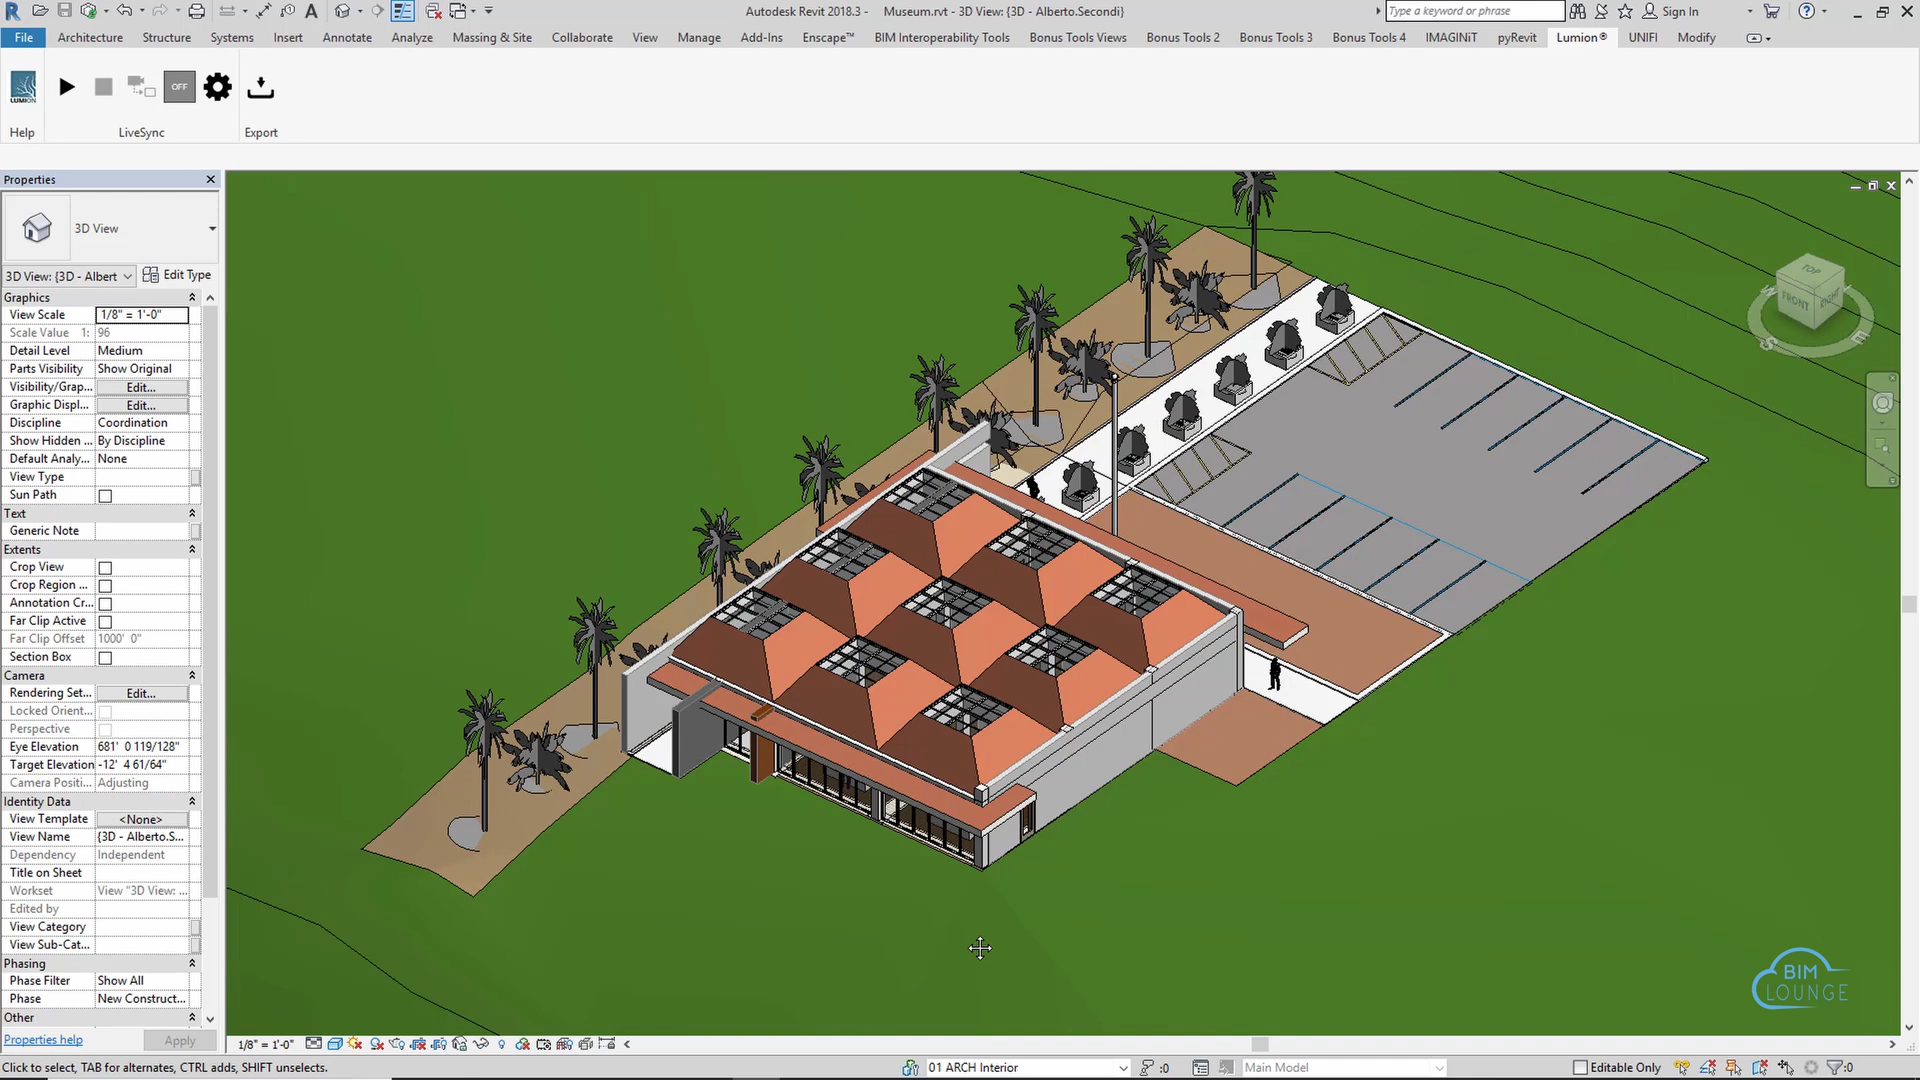 Autodesk Revit 2018.3 - Museum.rvt - 3D View: {3D - Alberto.Secondi}
Type a keyword or phrase
Sign In
File Architecture Structure Systems Insert Annotate Analyze Massing & Site Collaborate View Manage Add-Ins Enscape™ BIM Interoperability Tools Bonus Tools Views Bonus Tools 2 Bonus Tools 3 Bonus Tools 4 IMAGINiT pyRevit Lumion® UNIFI Modify
LUMION
OFF
Help LiveSync Export
Properties
3D View
3D View: {3D - Albert Edit Type
Graphics
View Scale 1/8" = 1'-0"
Scale Value 1: 96
Detail Level Medium
Parts Visibility Show Original
Visibility/Grap... Edit...
Graphic Displ... Edit...
Discipline Coordination
Show Hidden ... By Discipline
Default Analy... None
View Type
Sun Path
Text
Generic Note
Extents
Crop View
Crop Region ...
Annotation Cr...
Far Clip Active
Far Clip Offset 1000' 0"
Section Box
Camera
Rendering Set... Edit...
Locked Orient...
Perspective
Eye Elevation 681' 0 119/128"
Target Elevation -12' 4 61/64"
Camera Positi... Adjusting
Identity Data
View Template <None>
View Name {3D - Alberto.S...
Dependency Independent
Title on Sheet
Workset View "3D View: ...
Edited by
View Category
View Sub-Cat...
Phasing
Phase Filter Show All
Phase New Construct...
Other
Properties help Apply
TOP
FRONT RIGHT
W
S E
BIM
LOUNGE
1/8" = 1'-0"
Click to select, TAB for alternates, CTRL adds, SHIFT unselects.
01 ARCH Interior
:0
Main Model
Editable Only
:0